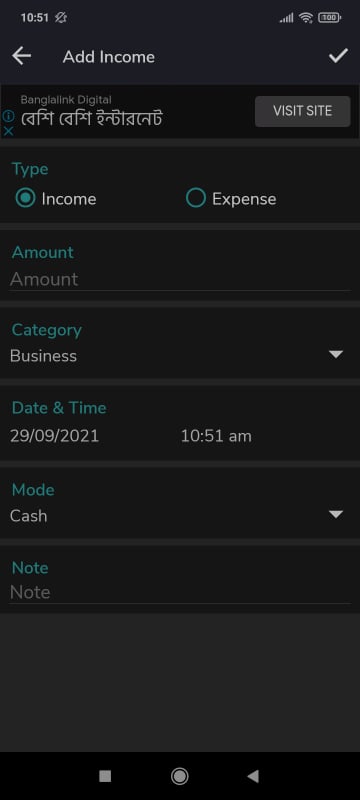 10:51
100
Add Income
Banglalink Digital
বেশি বেশি ইন্টারনেট
VISIT SITE
Type
Income
Expense
Amount
Amount
Category
Business
Date & Time
29/09/2021
10:51 am
Mode
Cash
Note
Note